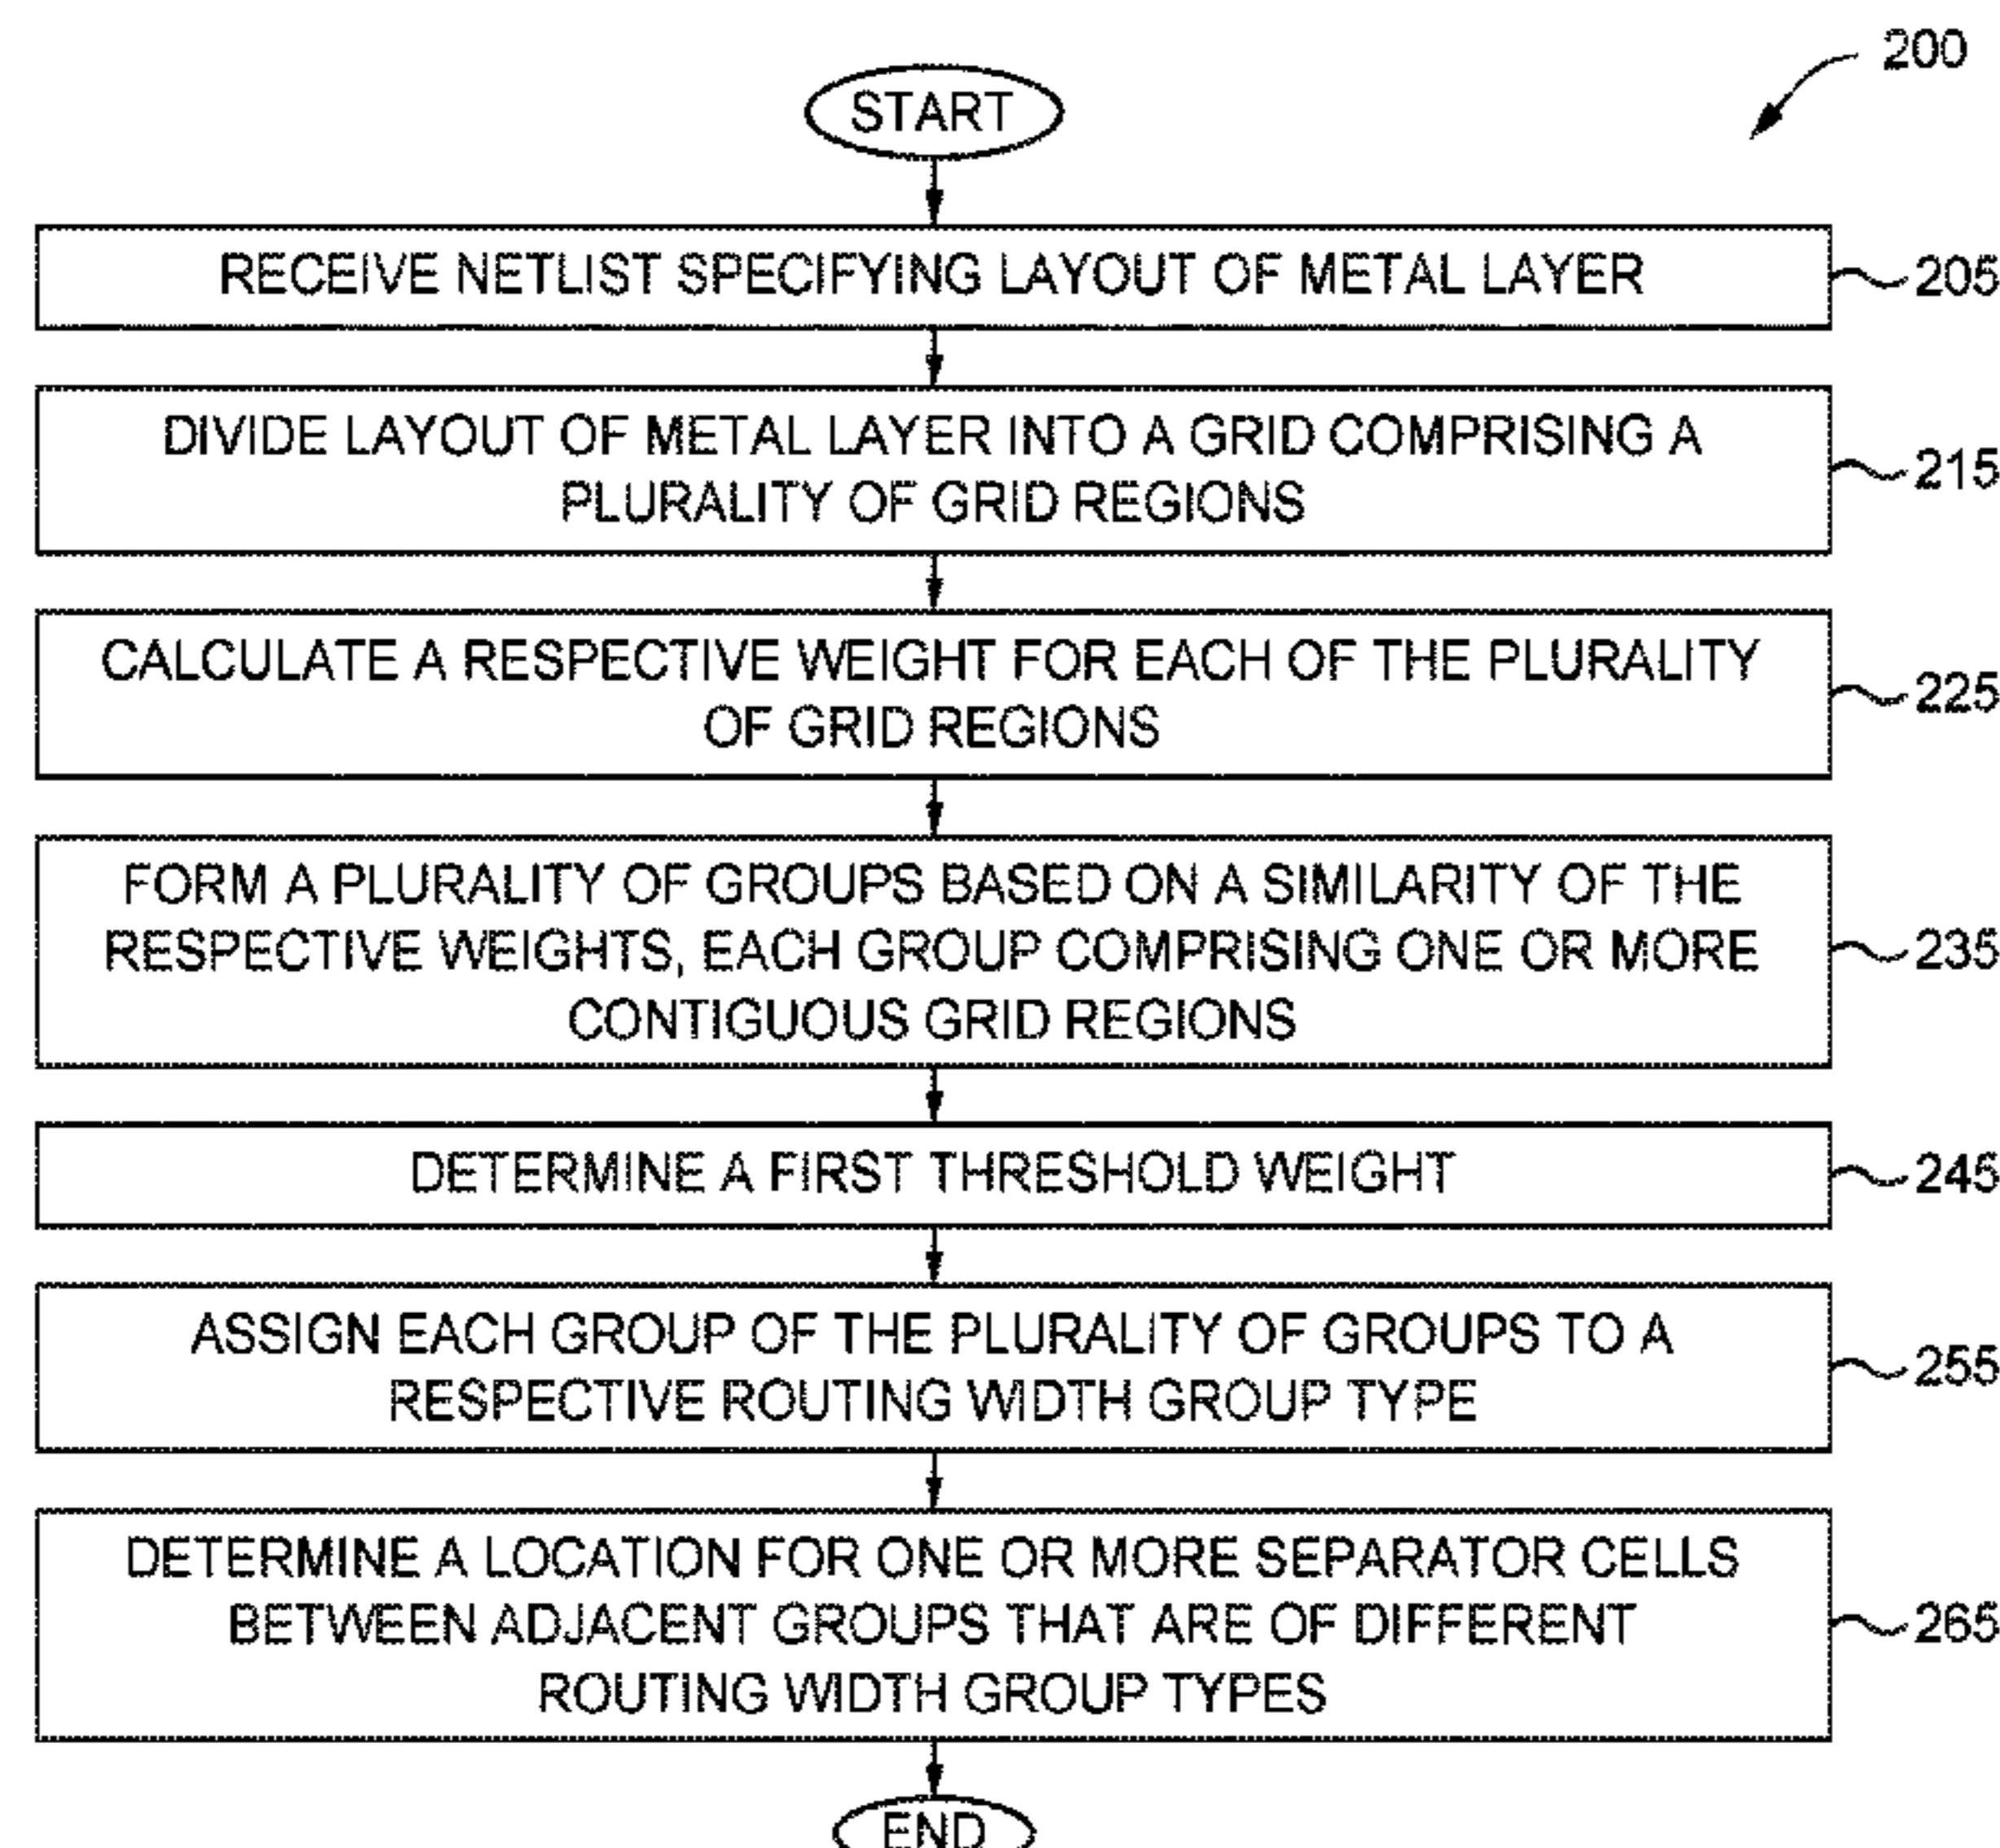 200
START
RECEIVE NETLIST SPECIFYING LAYOUT OF METAL LAYER
205
DIVIDE LAYOUT OF METAL LAYER INTO A GRID COMPRISING A
PLURALITY OF GRID REGIONS
215
CALCULATE A RESPECTIVE WEIGHT FOR EACH OF THE PLURALITY
OF GRID REGIONS
225
FORM A PLURALITY OF GROUPS BASED ON A SIMILARITY OF THE
RESPECTIVE WEIGHTS, EACH GROUP COMPRISING ONE OR MORE
CONTIGUOUS GRID REGIONS
235
DETERMINE A FIRST THRESHOLD WEIGHT
245
ASSIGN EACH GROUP OF THE PLURALITY OF GROUPS TO A
RESPECTIVE ROUTING WIDTH GROUP TYPE
255
DETERMINE A LOCATION FOR ONE OR MORE SEPARATOR CELLS
BETWEEN ADJACENT GROUPS THAT ARE OF DIFFERENT
ROUTING WIDTH GROUP TYPES
265
END